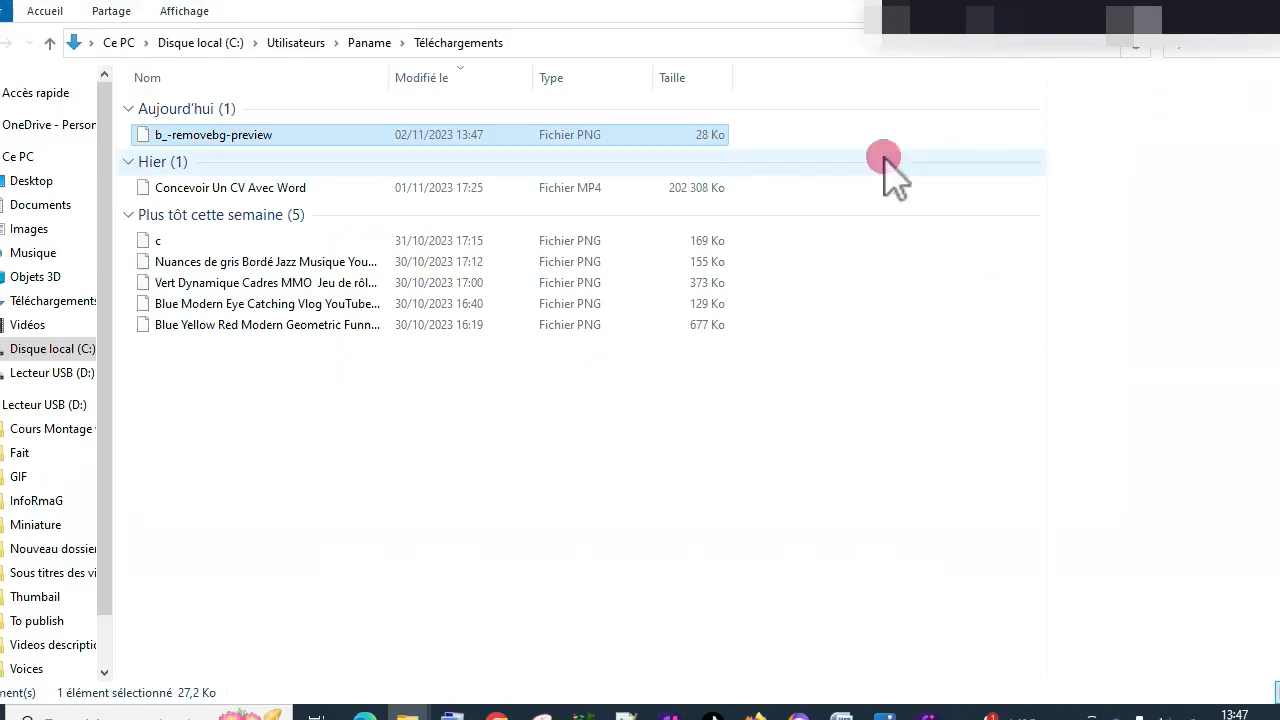 Accueil Partage Affichage
Ce PC Disque local (C:) Utilisateurs Paname Téléchargements
Nom Modifié le Type Taille
Aujourd'hui (1)
b_-removebg-preview 02/11/2023 13:47 Fichier PNG 28 Ko
Hier (1)
Concevoir Un CV Avec Word 01/11/2023 17:25 Fichier MP4 202 308 Ko
Plus tôt cette semaine (5)
c 31/10/2023 17:15 Fichier PNG 169 Ko
Nuances de gris Bordé Jazz Musique You... 30/10/2023 17:12 Fichier PNG 155 Ko
Vert Dynamique Cadres MMO Jeu de rôl... 30/10/2023 17:00 Fichier PNG 373 Ko
Blue Modern Eye Catching Vlog YouTube... 30/10/2023 16:40 Fichier PNG 129 Ko
Blue Yellow Red Modern Geometric Funn... 30/10/2023 16:19 Fichier PNG 677 Ko
Accès rapide
OneDrive - Person
Ce PC
Desktop
Documents
Images
Musique
Objets 3D
Téléchargements
Vidéos
Disque local (C:)
Lecteur USB (D:)
Lecteur USB (D:)
Cours Montage
Fait
GIF
InfoRmaG
Miniature
Nouveau dossier
Sous titres des vi
Thumbail
To publish
Videos descriptio
Voices
ment(s) 1 élément sélectionné 27,2 Ko
13:47